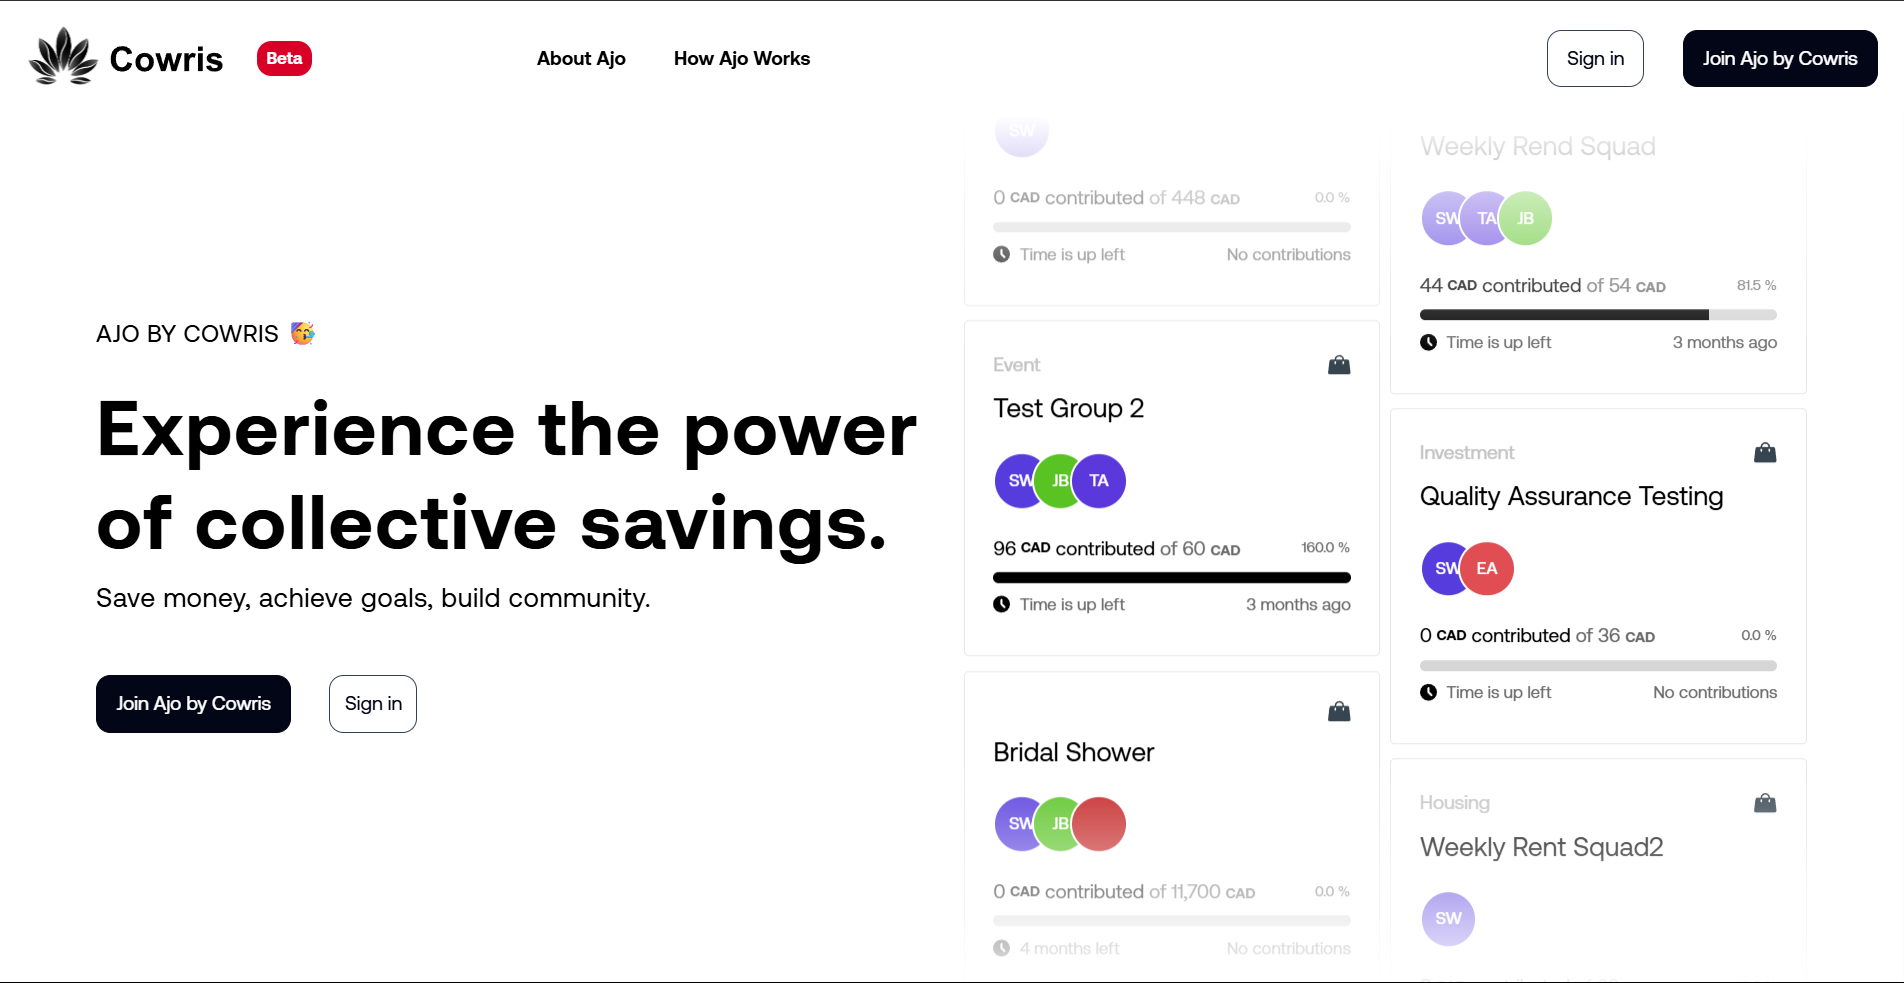 Cowris
Beta
About Ajo
How Ajo Works
Sign in
Join Ajo by Cowris
AJO BY COWRIS
Experience the power
of collective savings.
Save money, achieve goals, build community.
Join Ajo by Cowris
Sign in
SW
0 CAD contributed of 448 CAD
0.0 %
Time is up left
No contributions
Event
Test Group 2
SW JB TA
96 CAD contributed of 60 CAD
160.0 %
Time is up left
3 months ago
Bridal Shower
SW JB
0 CAD contributed of 11,700 CAD
0.0 %
4 months left
No contributions
Weekly Rend Squad
SW TA JB
44 CAD contributed of 54 CAD
81.5 %
Time is up left
3 months ago
Investment
Quality Assurance Testing
SW EA
0 CAD contributed of 36 CAD
0.0 %
Time is up left
No contributions
Housing
Weekly Rent Squad2
SW